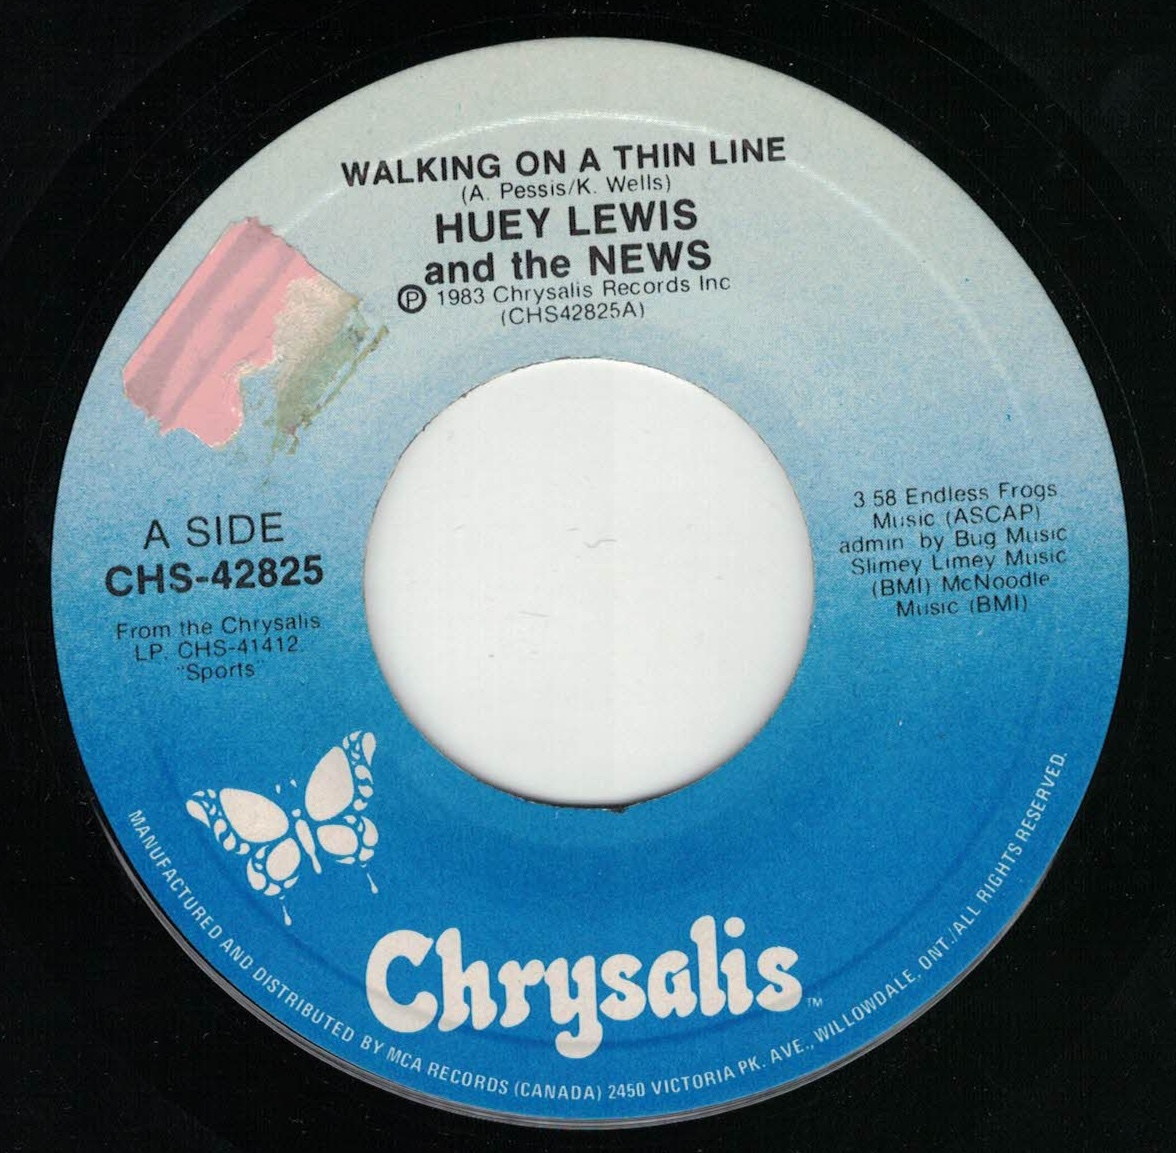 WALKING ON A THIN LINE
(A. Pessis/K. Wells)
HUEY LEWIS
and the NEWS
Ⓟ 1983 Chrysalis Records Inc
(CHS42825A)
A SIDE
CHS-42825
From the Chrysalis
LP. CHS-41412.
"Sports"
3 58 Endless Frogs
Music (ASCAP)
admin by Bug Music
Slimey Limey Music
(BMI) McNoodle
Music (BMI)
Chrysalis™
MANUFACTURED AND DISTRIBUTED BY MCA RECORDS (CANADA) 2450 VICTORIA PK. AVE., WILLOWDALE, ONT./ALL RIGHTS RESERVED.